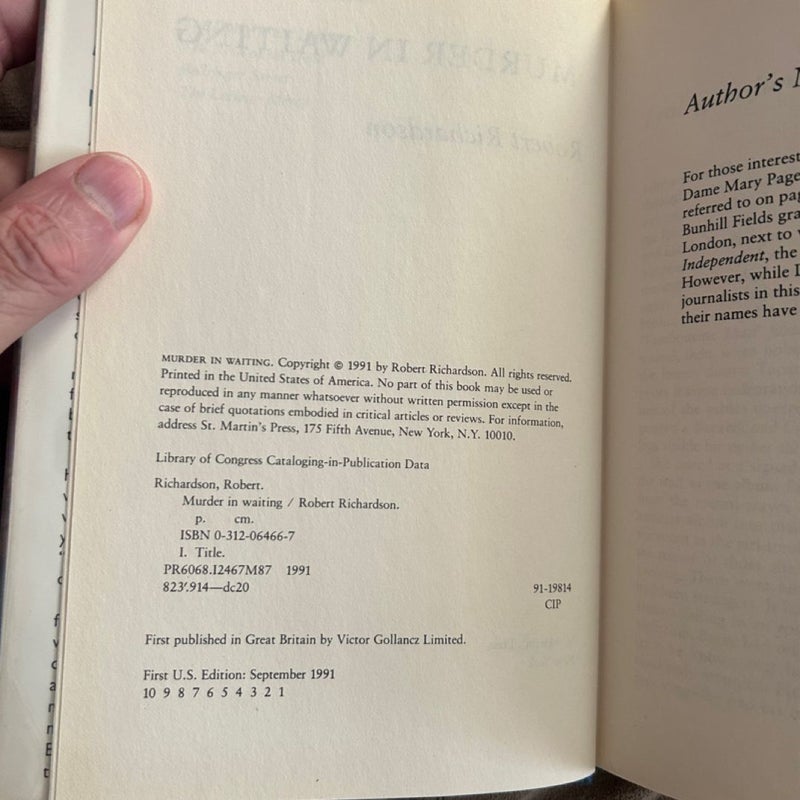 MURDER IN WAITING
Robert Richardson
MURDER IN WAITING. Copyright © 1991 by Robert Richardson. All rights reserved.
Printed in the United States of America. No part of this book may be used or
reproduced in any manner whatsoever without written permission except in the
case of brief quotations embodied in critical articles or reviews. For information,
address St. Martin's Press, 175 Fifth Avenue, New York, N.Y. 10010.
Library of Congress Cataloging-in-Publication Data
Richardson, Robert.
Murder in waiting / Robert Richardson.
p. cm.
ISBN 0-312-06466-7
I. Title.
PR6068.I2467M87 1991
823'.914—dc20 91-19814
CIP
First published in Great Britain by Victor Gollancz Limited.
First U.S. Edition: September 1991
10 9 8 7 6 5 4 3 2 1
Author's
For those
Dame Mary Page
referred to on
Bunhill Fields
London, next to
Independent, the
However, while I
journalists in this
their names have